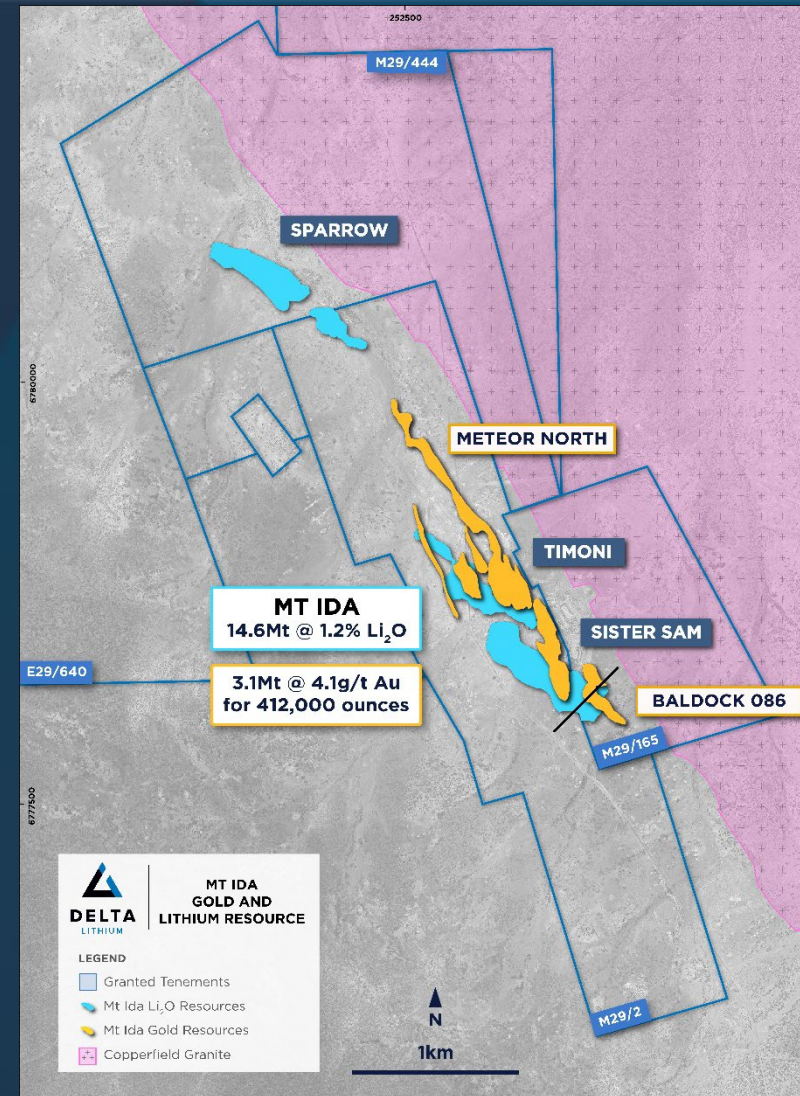 252500
M29/444
SPARROW
6780000
METEOR NORTH
TIMONI
MT IDA
14.6Mt @ 1.2% Li₂O
SISTER SAM
E29/640
3.1Mt @ 4.1g/t Au
for 412,000 ounces
BALDOCK 086
M29/165
6777500
DELTA
LITHIUM
MT IDA
GOLD AND
LITHIUM RESOURCE
LEGEND
Granted Tenements
Mt Ida Li₂O Resources
Mt Ida Gold Resources
Copperfield Granite
N
1km
M29/2